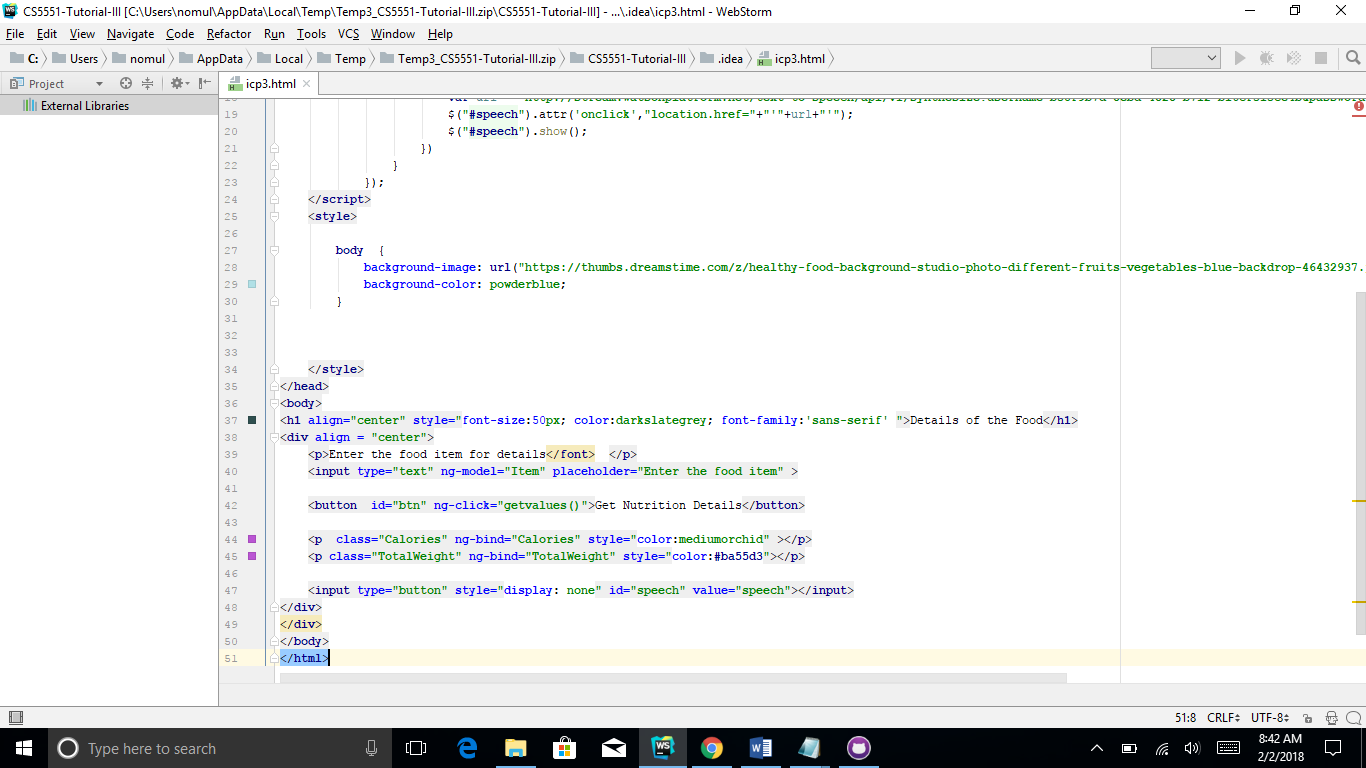 CS5551-Tutorial-III [C:\Users\nomul\AppData\Local\Temp\Temp3_CS5551-Tutorial-III.zip\CS5551-Tutorial-III] - ...\.idea\icp3.html - WebStorm
File Edit View Navigate Code Refactor Run Tools VCS Window Help
C: Users nomul AppData Local Temp Temp3_CS5551-Tutorial-III.zip CS5551-Tutorial-III .idea icp3.html
Project icp3.html
External Libraries
19 $("#speech").attr('onclick',"location.href="+"'"+url+"'");
20 $("#speech").show();
21 })
22 }
23 });
24 </script>
25 <style>
26
27 body {
28 background-image: url("https://thumbs.dreamstime.com/z/healthy-food-background-studio-photo-different-fruits-vegetables-blue-backdrop-46432937.
29 background-color: powderblue;
30 }
31
32
33
34 </style>
35 </head>
36 <body>
37 <h1 align="center" style="font-size:50px; color:darkslategrey; font-family:'sans-serif' ">Details of the Food</h1>
38 <div align = "center">
39 <p>Enter the food item for details</font> </p>
40 <input type="text" ng-model="Item" placeholder="Enter the food item" >
41
42 <button id="btn" ng-click="getvalues()">Get Nutrition Details</button>
43
44 <p class="Calories" ng-bind="Calories" style="color:mediumorchid" ></p>
45 <p class="TotalWeight" ng-bind="TotalWeight" style="color:#ba55d3"></p>
46
47 <input type="button" style="display: none" id="speech" value="speech"></input>
48 </div>
49 </div>
50 </body>
51 </html>
51:8 CRLF UTF-8
Type here to search
8:42 AM
2/2/2018